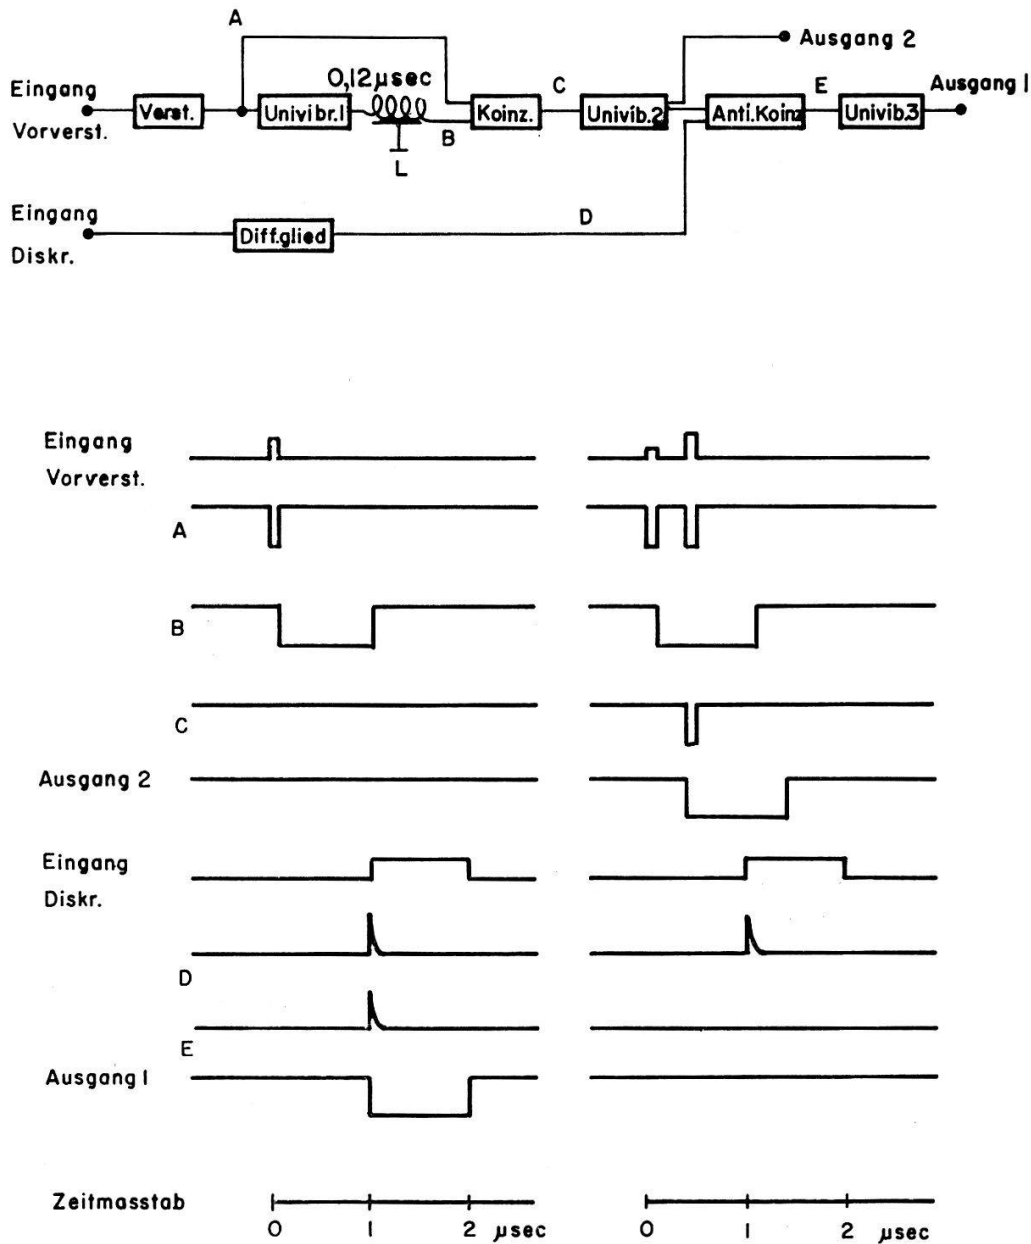 A
Ausgang 2
Eingang
Vorverst.
Verst.
Univibr.1
0,12 μsec
L
B
Koinz.
C
Univib.2
Anti.Koinz
E
Univib.3
Ausgang 1
Eingang
Diskr.
Diff.glied
D
Eingang
Vorverst.
A
B
C
Ausgang 2
Eingang
Diskr.
D
E
Ausgang 1
Zeitmasstab
0 1 2 μsec
0 1 2 μsec